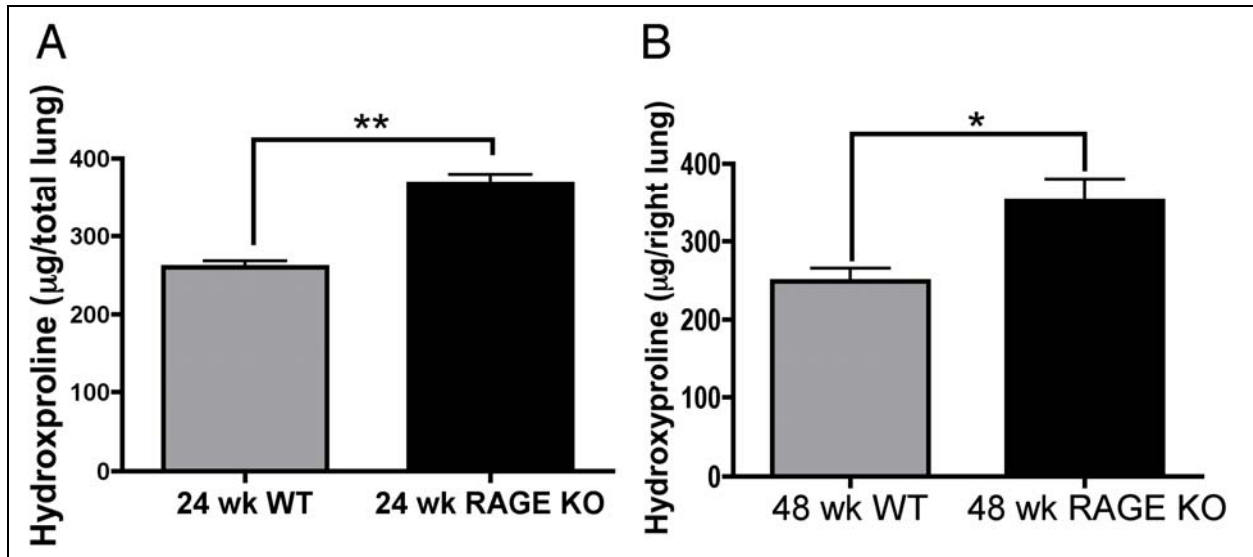 A
Hydroxproline (μg/total lung)
400
300
200
100
0
**
24 wk WT
24 wk RAGE KO
B
Hydroxyproline (μg/right lung)
400
300
200
100
0
*
48 wk WT
48 wk RAGE KO